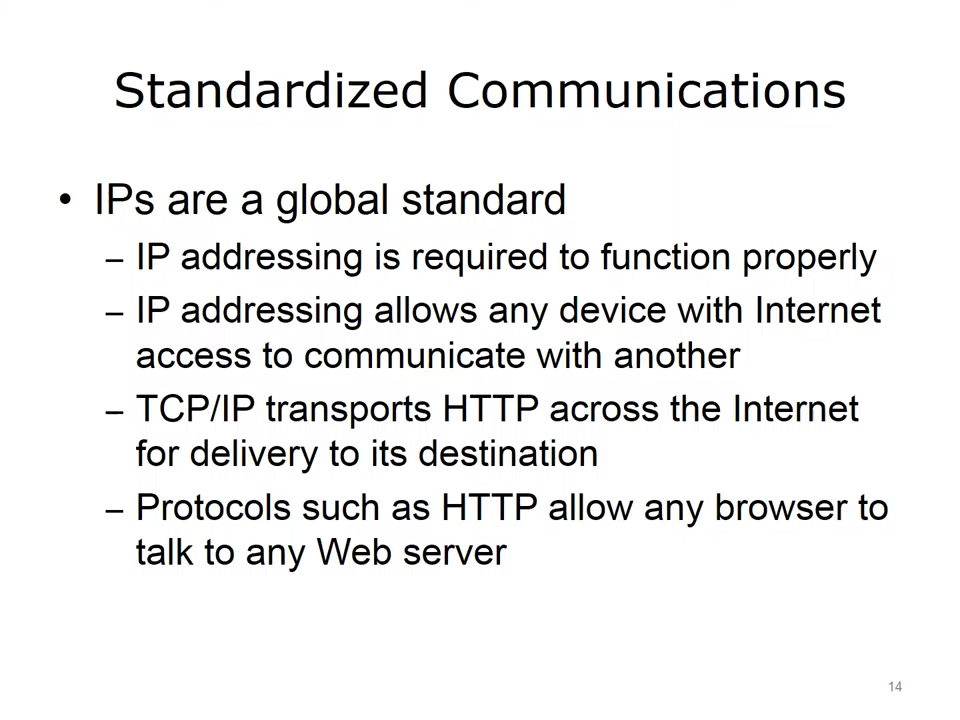 Standardized Communications
• IPs are a global standard
– IP addressing is required to function properly
– IP addressing allows any device with Internet
access to communicate with another
– TCP/IP transports HTTP across the Internet
for delivery to its destination
– Protocols such as HTTP allow any browser to
talk to any Web server
14